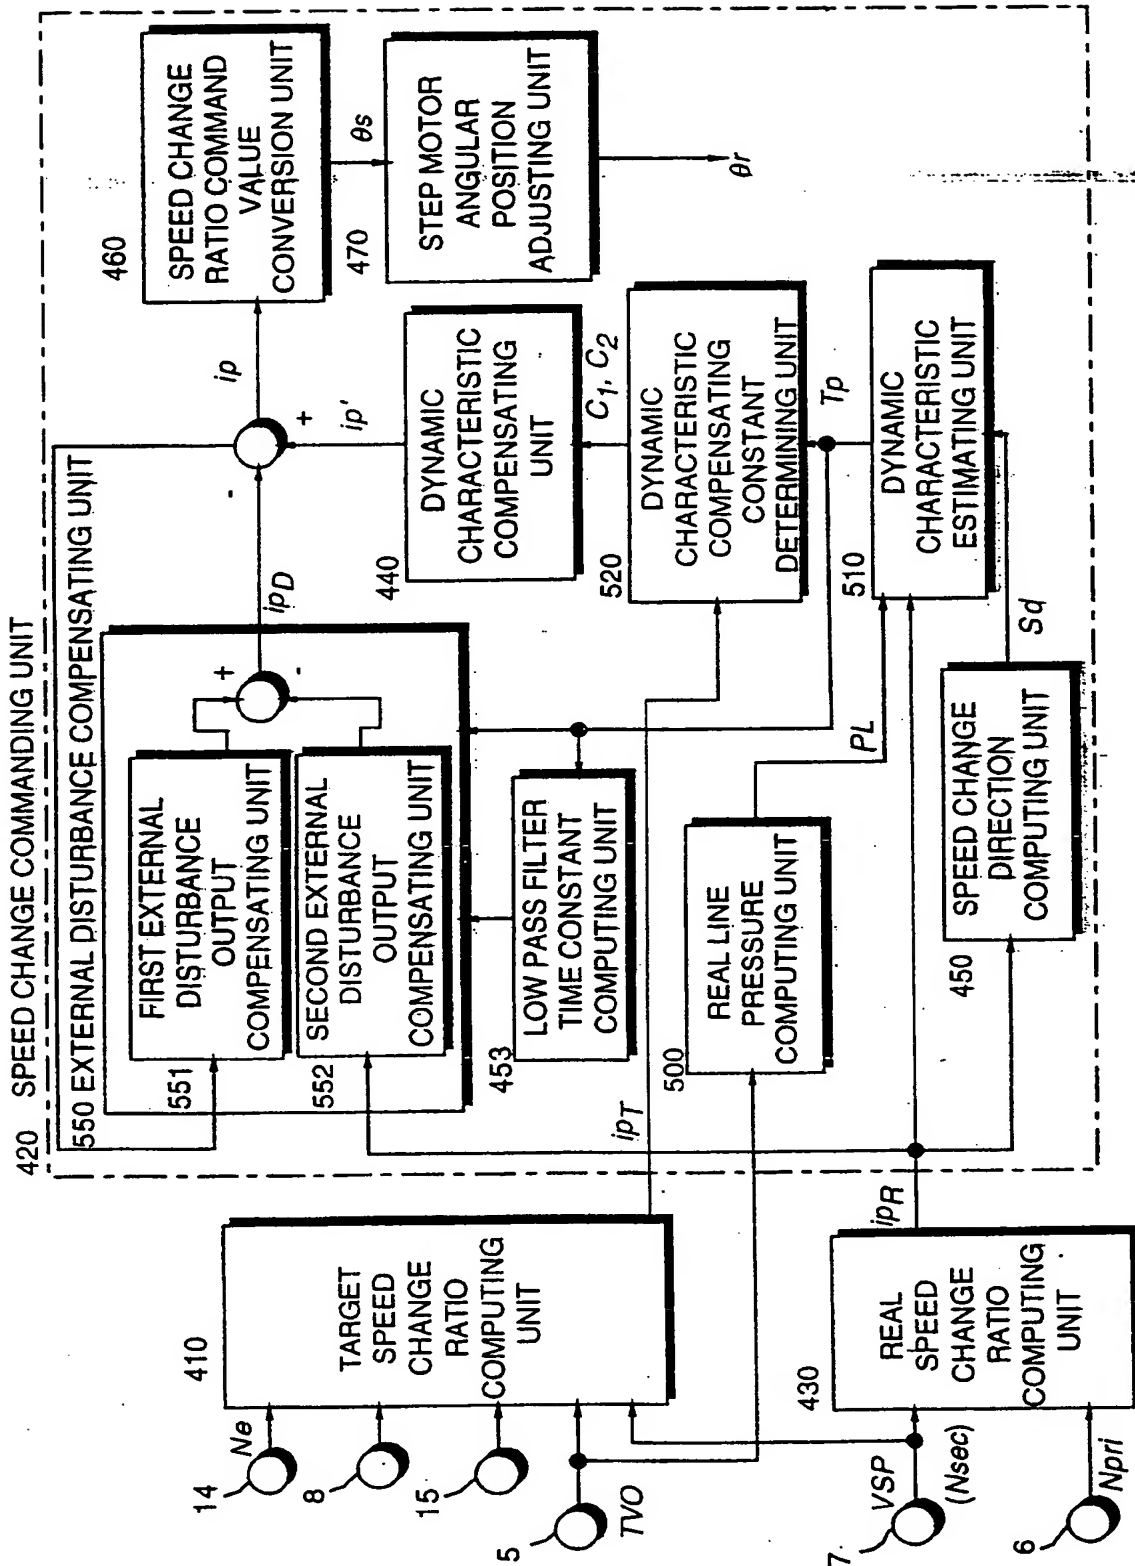 420 SPEED CHANGE COMMANDING UNIT
550 EXTERNAL DISTURBANCE COMPENSATING UNIT
551
FIRST EXTERNAL
DISTURBANCE
OUTPUT
COMPENSATING UNIT
552
SECOND EXTERNAL
DISTURBANCE
OUTPUT
COMPENSATING UNIT
+
-
ipD
-
+
ip
ip'
460
SPEED CHANGE
RATIO COMMAND
VALUE
CONVERSION UNIT
θs
470
STEP MOTOR
ANGULAR
POSITION
ADJUSTING UNIT
θr
440
DYNAMIC
CHARACTERISTIC
COMPENSATING
UNIT
C1, C2
520
DYNAMIC
CHARACTERISTIC
COMPENSATING
CONSTANT
DETERMINING UNIT
Tp
510
DYNAMIC
CHARACTERISTIC
ESTIMATING UNIT
453
LOW PASS FILTER
TIME CONSTANT
COMPUTING UNIT
500
REAL LINE
PRESSURE
COMPUTING UNIT
PL
450
SPEED CHANGE
DIRECTION
COMPUTING UNIT
Sd
410
TARGET
SPEED
CHANGE
RATIO
COMPUTING
UNIT
ipT
430
REAL
SPEED
CHANGE
RATIO
COMPUTING
UNIT
ipR
14
Ne
8
15
5
TVO
7
VSP
(Nsec)
6
Npri